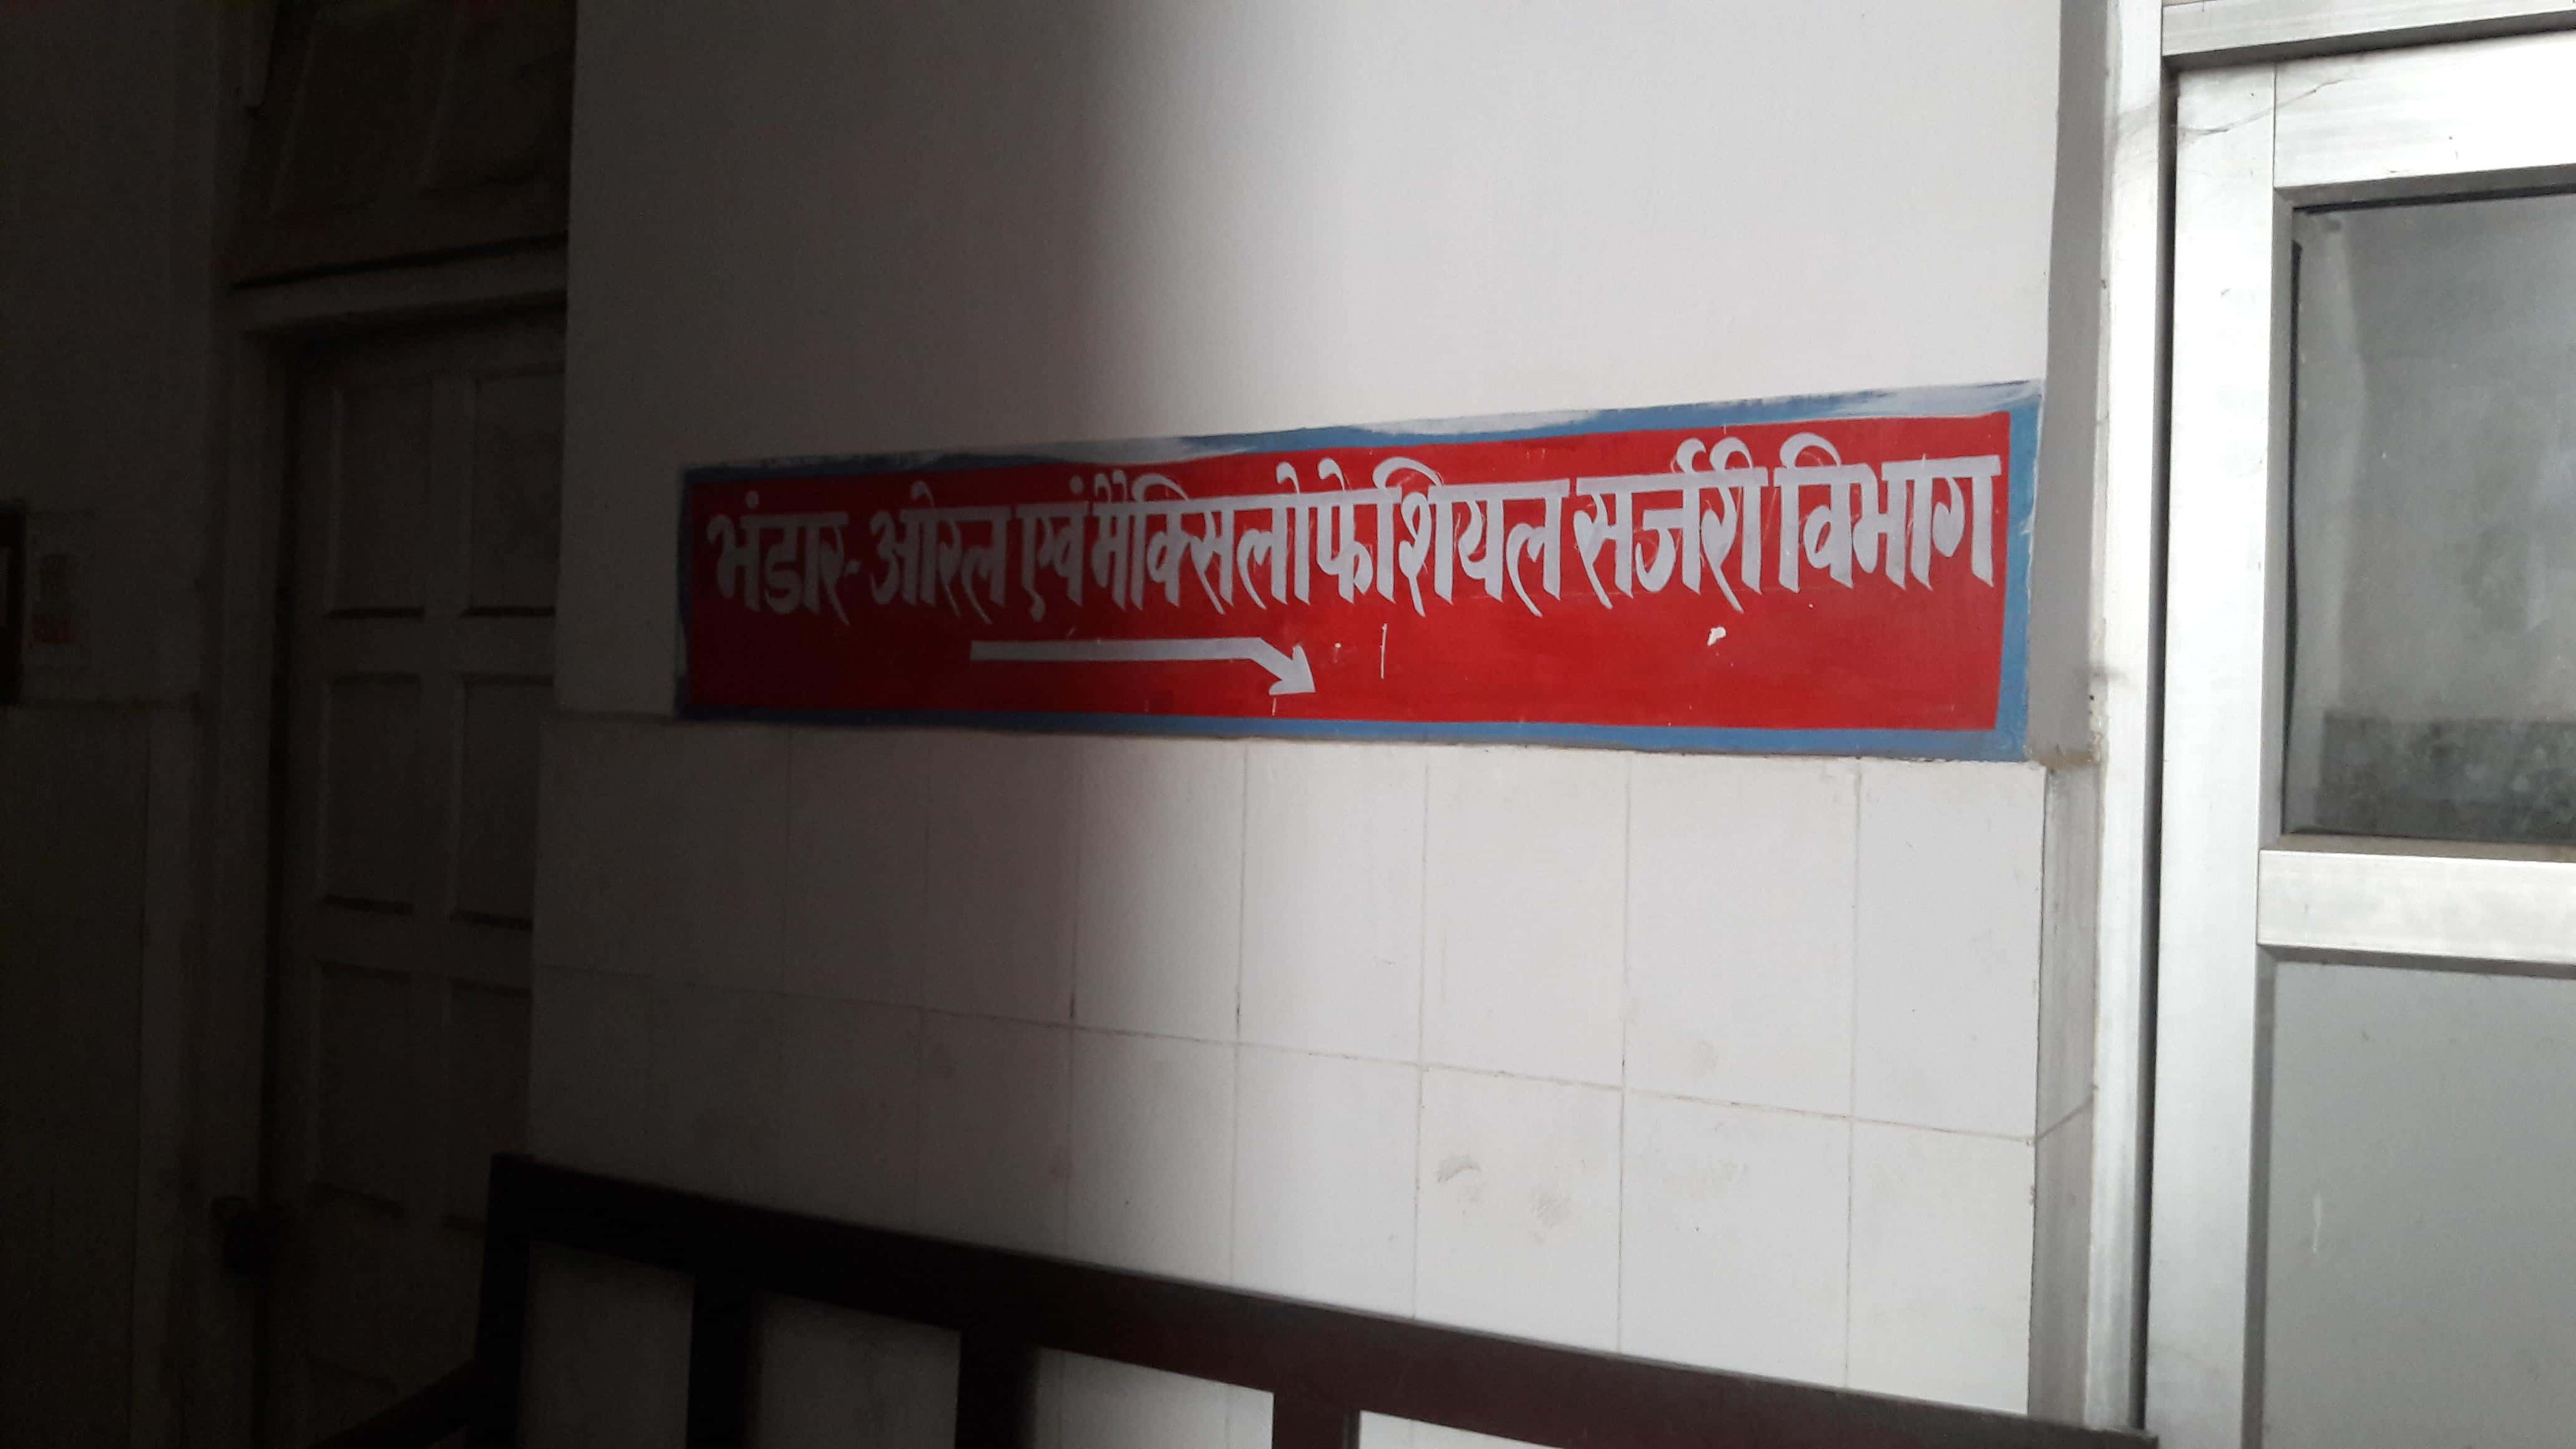 भंडार- ओरल एवं मैक्सिलोफेशियल सर्जरी विभाग